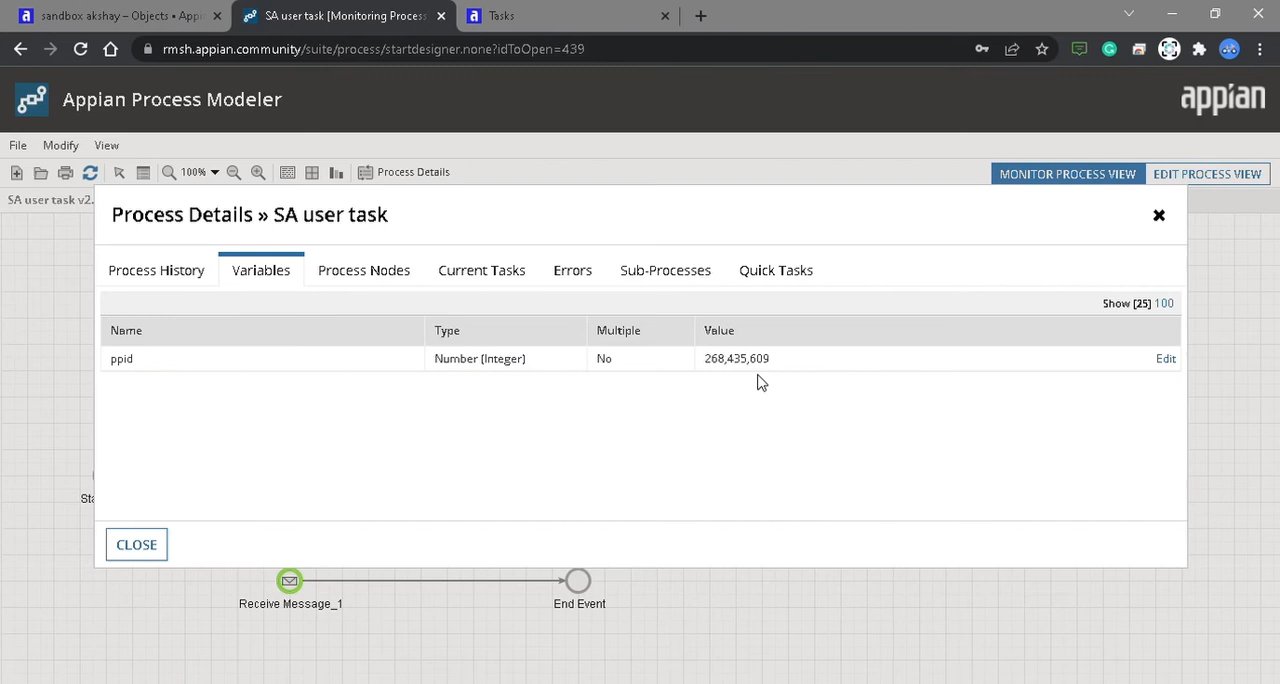 sandbox akshay – Objects • Appi
SA user task [Monitoring Process
Tasks
rmsh.appian.community/suite/process/startdesigner.none?idToOpen=439
Appian Process Modeler
appian
File Modify View
100% Process Details
MONITOR PROCESS VIEW EDIT PROCESS VIEW
SA user task v2.
Process Details » SA user task
Process History Variables Process Nodes Current Tasks Errors Sub-Processes Quick Tasks
Show [25] 100
Name Type Multiple Value
ppid Number (Integer) No 268,435,609 Edit
Sta
CLOSE
Receive Message_1 End Event